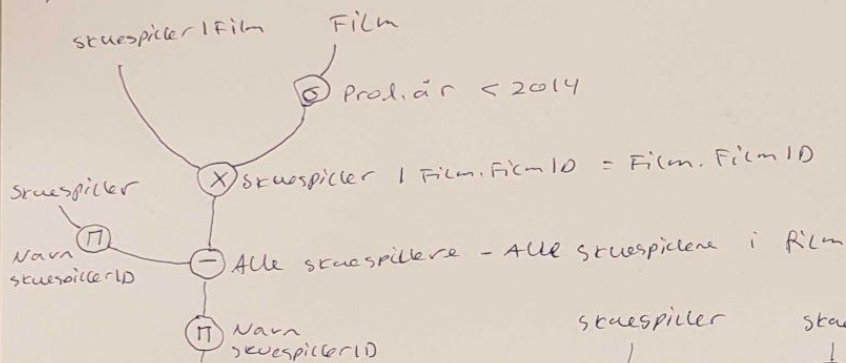 skuespiller I Film
Film
σ Prod.år < 2014
X skuespiller I Film.FilmID = Film.FilmID
skuespiller
π
Navn
skuespillerID
− Alle skuespillere - Alle skuespillene i film
π Navn
skuespillerID
skuespiller